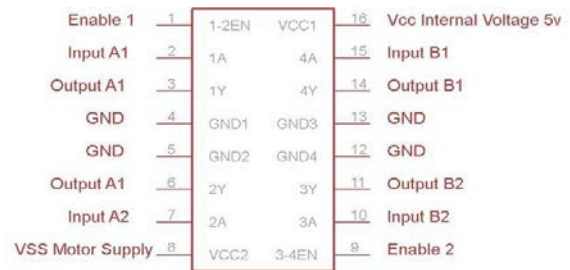 Enable 1 1 1-2EN VCC1 16 Vcc Internal Voltage 5v
Input A1 2 1A 4A 15 Input B1
Output A1 3 1Y 4Y 14 Output B1
GND 4 GND1 GND3 13 GND
GND 5 GND2 GND4 12 GND
Output A1 6 2Y 3Y 11 Output B2
Input A2 7 2A 3A 10 Input B2
VSS Motor Supply 8 VCC2 3-4EN 9 Enable 2